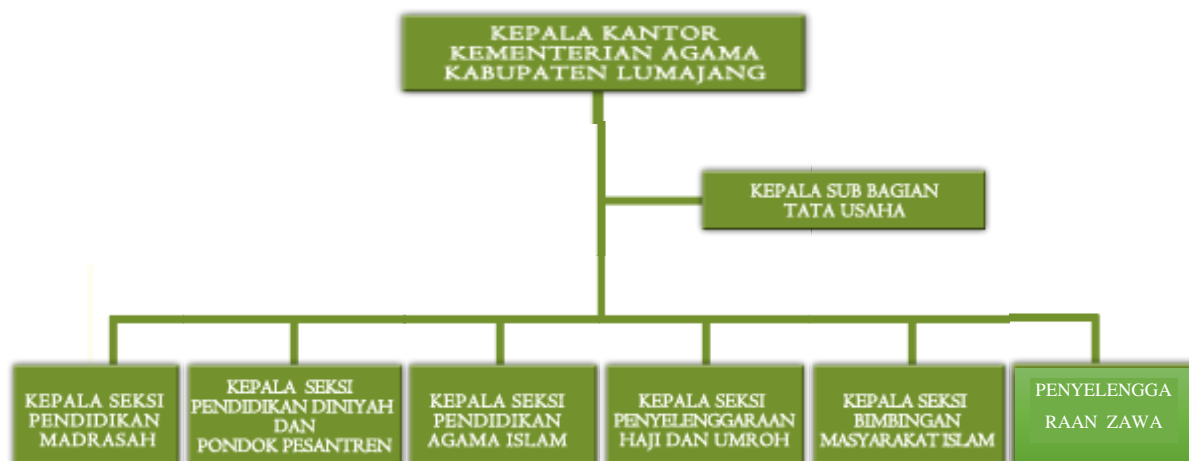 KEPALA KANTOR
KEMENTERIAN AGAMA
KABUPATEN LUMAJANG
KEPALA SUB BAGIAN
TATA USAHA
KEPALA SEKSI
PENDIDIKAN
MADRASAH
KEPALA SEKSI
PENDIDIKAN DINIYAH
DAN
PONDOK PESANTREN
KEPALA SEKSI
PENDIDIKAN
AGAMA ISLAM
KEPALA SEKSI
PENYELENGGARAAN
HAJI DAN UMROH
KEPALA SEKSI
BIMBINGAN
MASYARAKAT ISLAM
PENYELENGGA
RAAN ZAWA